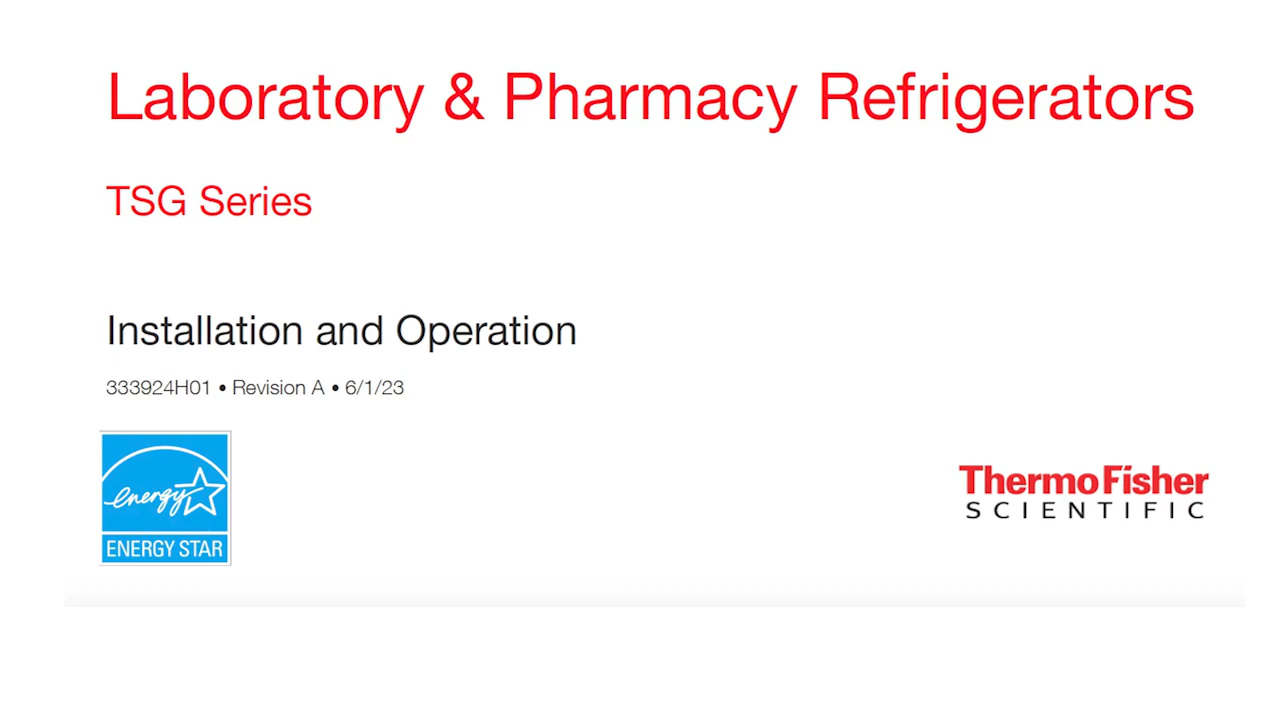 Laboratory & Pharmacy Refrigerators
TSG Series
Installation and Operation
333924H01 • Revision A • 6/1/23
energy
ENERGY STAR
ThermoFisher
SCIENTIFIC